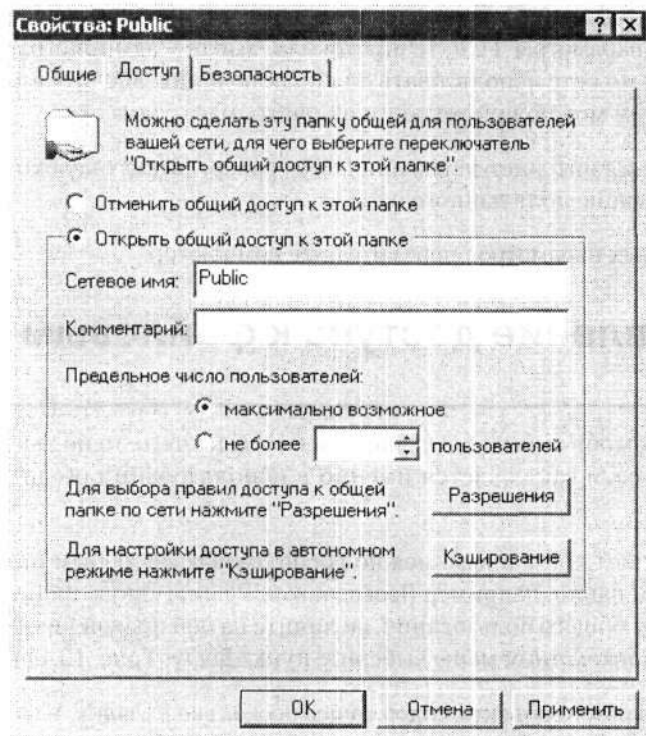 Свойства: Public
Общие Доступ Безопасность
Можно сделать эту папку общей для пользователей
вашей сети, для чего выберите переключатель
"Открыть общий доступ к этой папке".
Отменить общий доступ к этой папке
Открыть общий доступ к этой папке
Сетевое имя: Public
Комментарий:
Предельное число пользователей:
максимально возможное
не более пользователей
Для выбора правил доступа к общей
папке по сети нажмите "Разрешения".
Разрешения
Для настройки доступа в автономном
режиме нажмите "Кэширование".
Кэширование
OK Отмена Применить